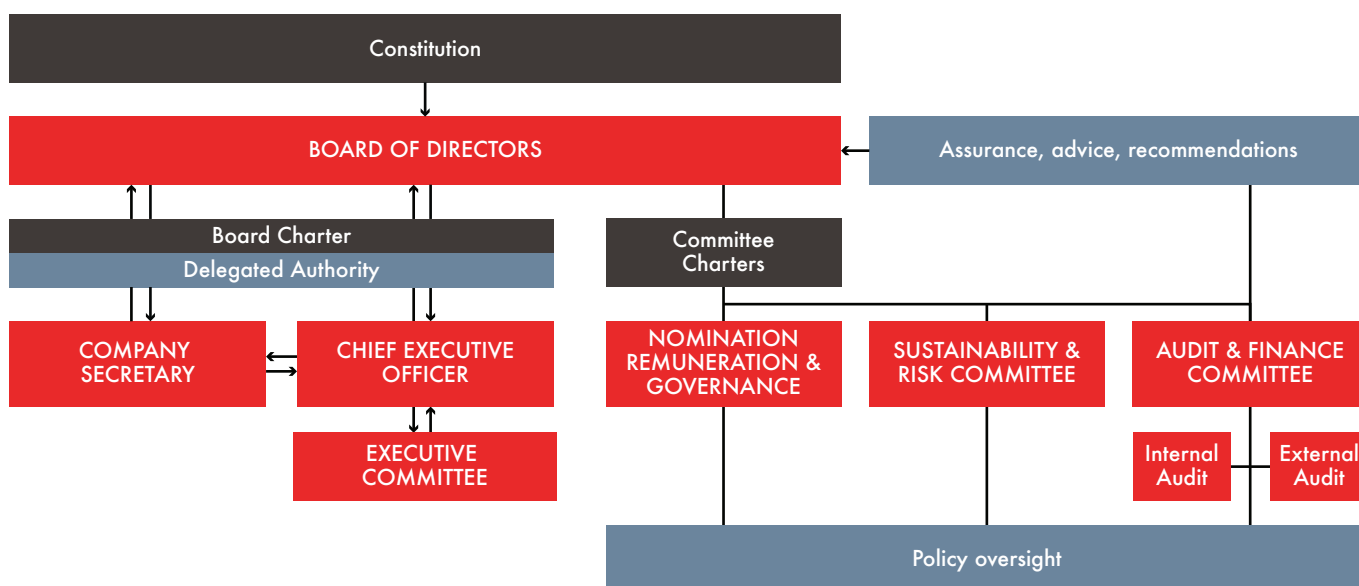 Constitution
BOARD OF DIRECTORS
Assurance, advice, recommendations
Board Charter
Delegated Authority
Committee
Charters
COMPANY
SECRETARY
CHIEF EXECUTIVE
OFFICER
NOMINATION
REMUNERATION &
GOVERNANCE
SUSTAINABILITY &
RISK COMMITTEE
AUDIT & FINANCE
COMMITTEE
EXECUTIVE
COMMITTEE
Internal
Audit
External
Audit
Policy oversight